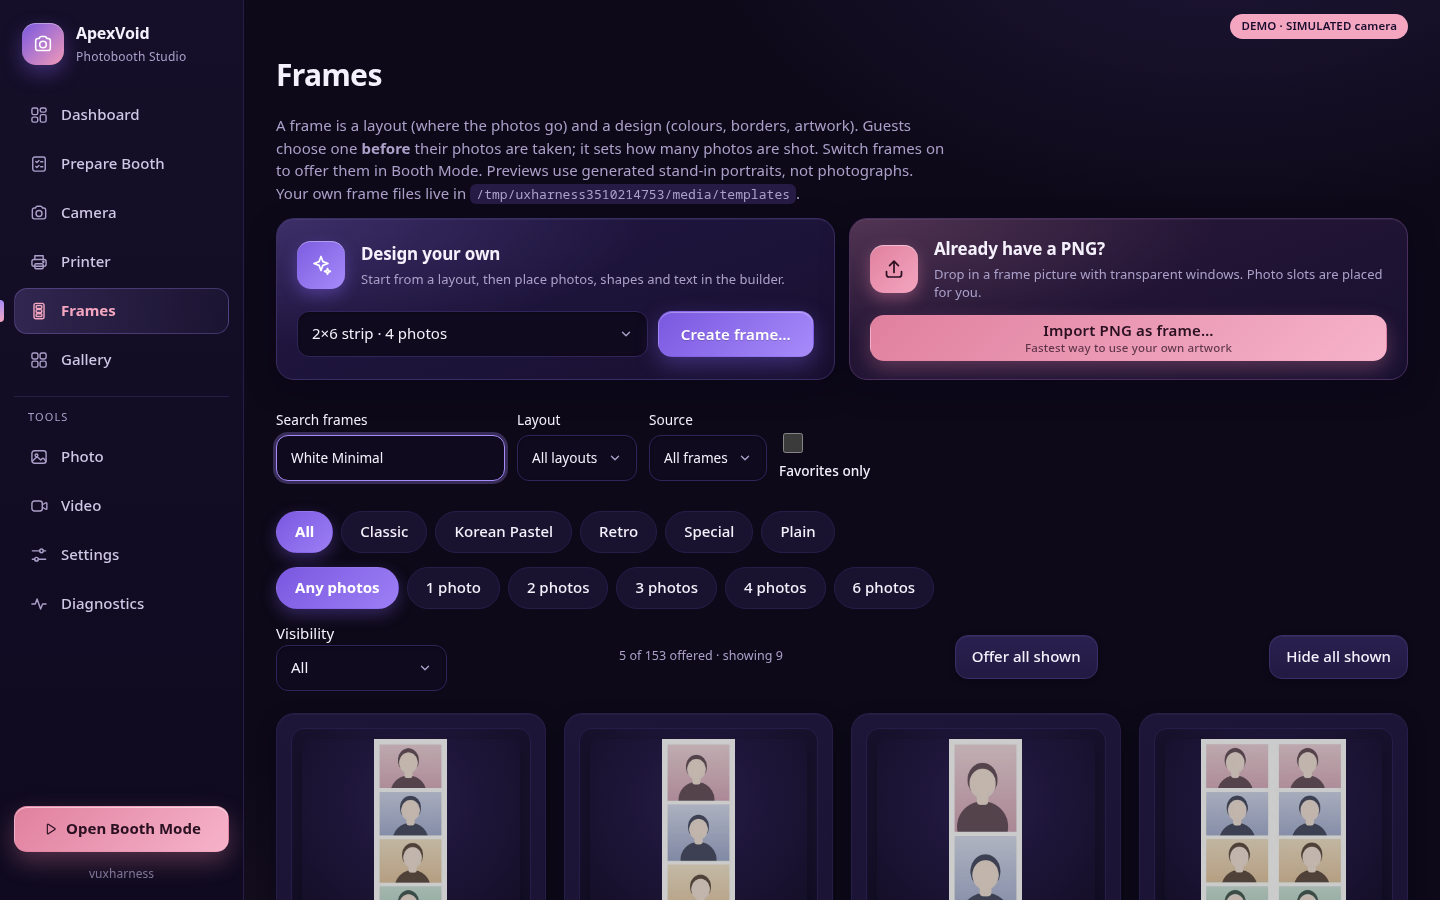 ApexVoid
Photobooth Studio
Dashboard
Prepare Booth
Camera
Printer
Frames
Gallery
TOOLS
Photo
Video
Settings
Diagnostics
Open Booth Mode
vuxharness
DEMO · SIMULATED camera
Frames
A frame is a layout (where the photos go) and a design (colours, borders, artwork). Guests
choose one before their photos are taken; it sets how many photos are shot. Switch frames on
to offer them in Booth Mode. Previews use generated stand-in portraits, not photographs.
Your own frame files live in /tmp/uxharness3510214753/media/templates.
Design your own
Start from a layout, then place photos, shapes and text in the builder.
2×6 strip · 4 photos
Create frame…
Already have a PNG?
Drop in a frame picture with transparent windows. Photo slots are placed
for you.
Import PNG as frame…
Fastest way to use your own artwork
Search frames
White Minimal
Layout
All layouts
Source
All frames
Favorites only
All Classic Korean Pastel Retro Special Plain
Any photos 1 photo 2 photos 3 photos 4 photos 6 photos
Visibility
All
5 of 153 offered · showing 9
Offer all shown
Hide all shown